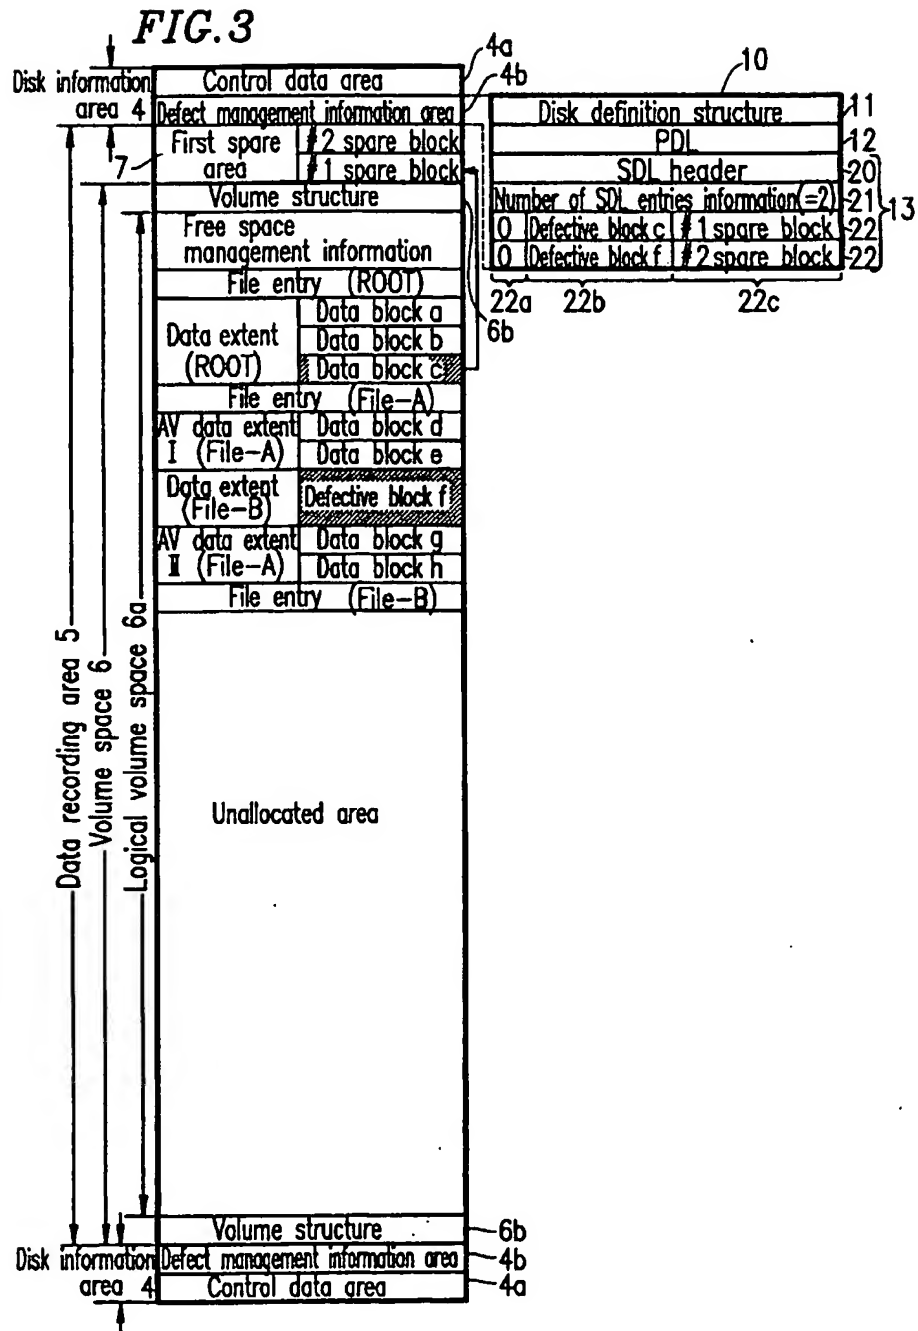 FIG.3
Disk information area 4
Control data area
4a
4b
Defect management information area
7
First spare area
#2 spare block
#1 spare block
Volume structure
Free space management information
File entry (ROOT)
Data extent (ROOT)
Data block a
Data block b
Data block c
File entry (File-A)
AV data extent I (File-A)
Data block d
Data block e
Data extent (File-B)
Defective block f
AV data extent II (File-A)
Data block g
Data block h
File entry (File-B)
Data recording area 5
Volume space 6
Logical volume space 6a
Unallocated area
Volume structure
6b
Disk information area 4
Defect management information area
4b
Control data area
4a
10
Disk definition structure
11
PDL
12
SDL header
20
Number of SDL entries information(=2)
21
13
0 Defective block c #1 spare block
22
0 Defective block f #2 spare block
22
22a 22b 22c
6b